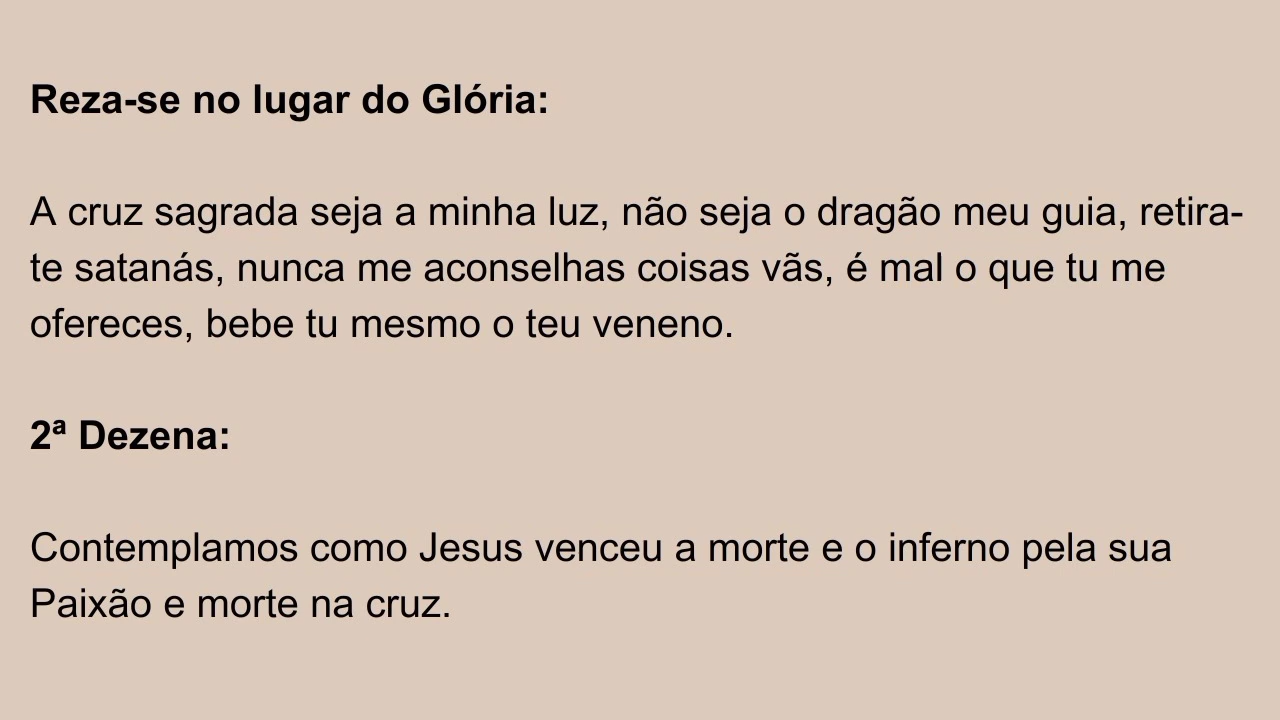 Reza-se no lugar do Glória:
A cruz sagrada seja a minha luz, não seja o dragão meu guia, retira-
te satanás, nunca me aconselhas coisas vãs, é mal o que tu me
ofereces, bebe tu mesmo o teu veneno.
2ª Dezena:
Contemplamos como Jesus venceu a morte e o inferno pela sua
Paixão e morte na cruz.